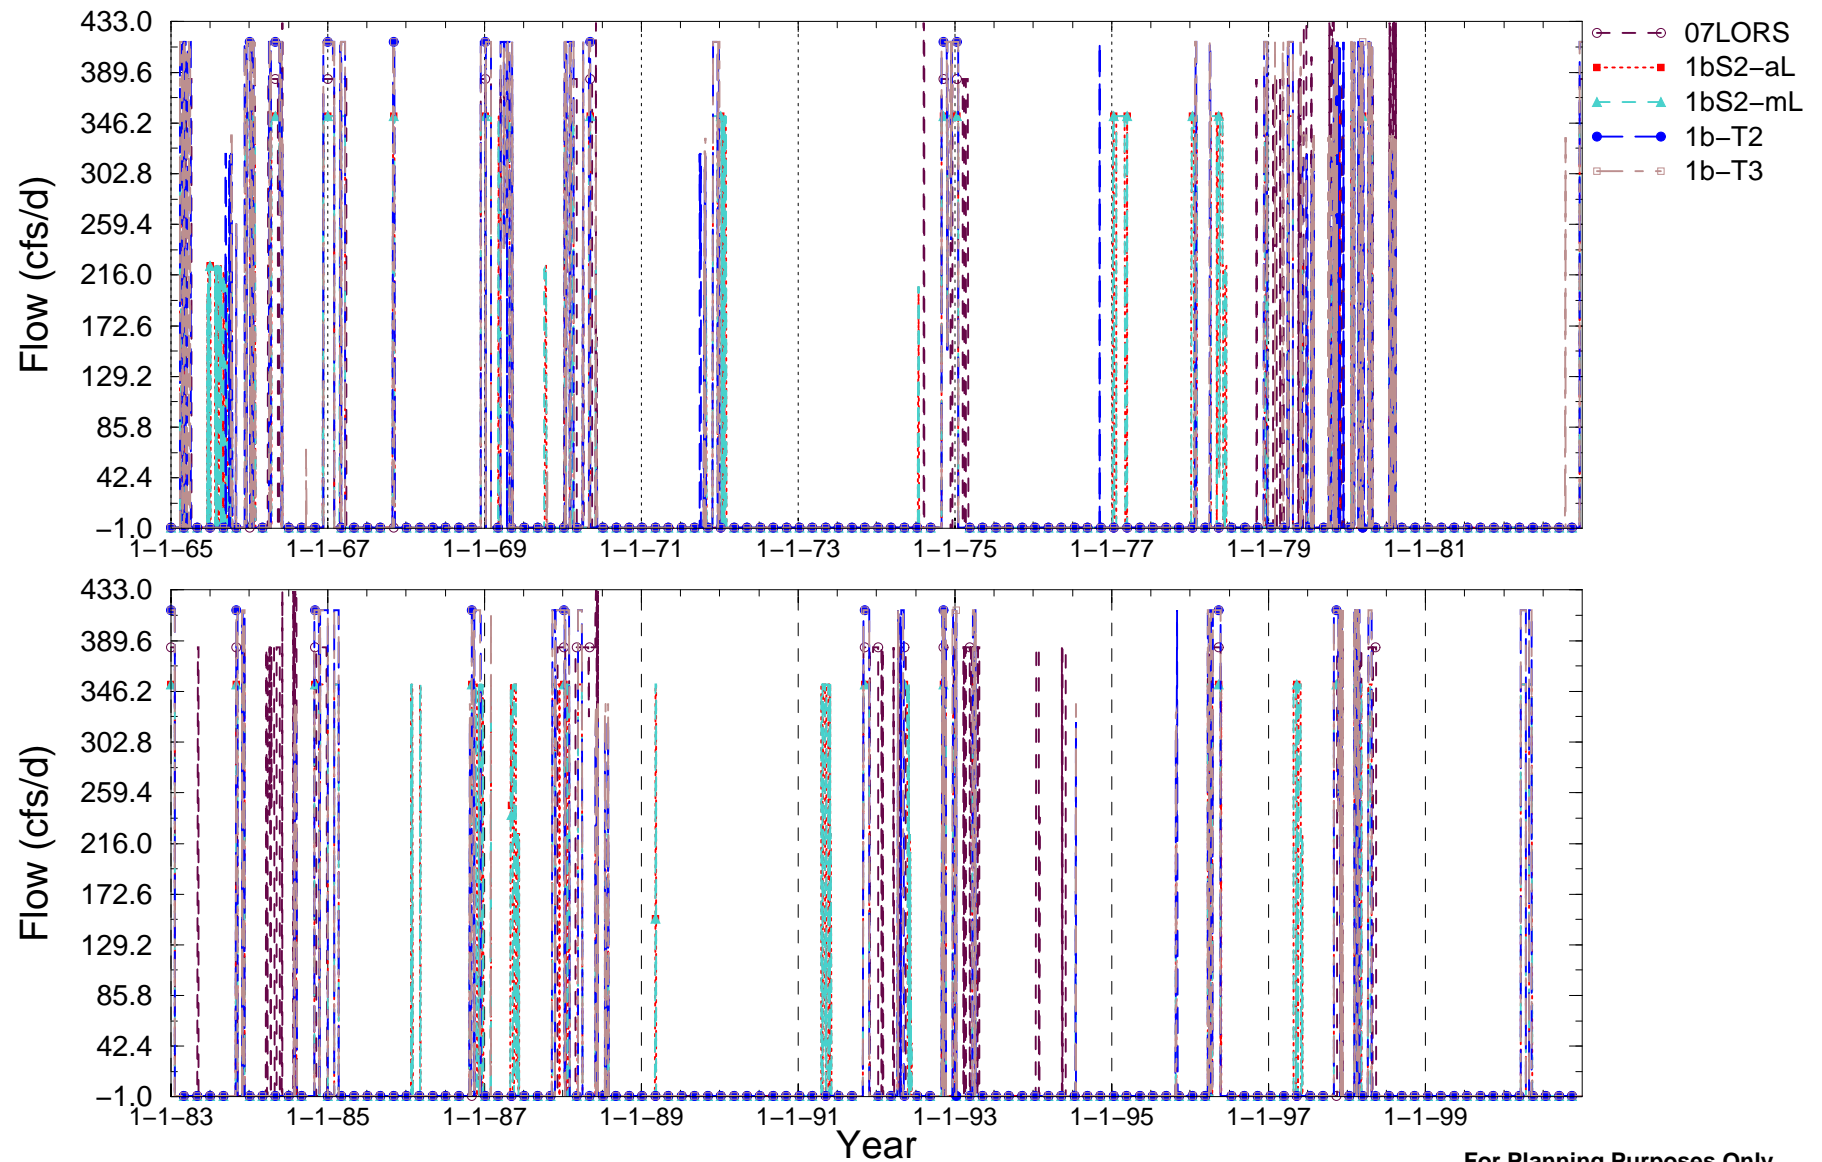 433.0
389.6
346.2
302.8
259.4
216.0
172.6
129.2
85.8
42.4
−1.0
Flow (cfs/d)
1−1−65 1−1−67 1−1−69 1−1−71 1−1−73 1−1−75 1−1−77 1−1−79 1−1−81
07LORS
1bS2−aL
1bS2−mL
1b−T2
1b−T3
433.0
389.6
346.2
302.8
259.4
216.0
172.6
129.2
85.8
42.4
−1.0
Flow (cfs/d)
1−1−83 1−1−85 1−1−87 1−1−89 1−1−91 1−1−93 1−1−95 1−1−97 1−1−99
Year
For Planning Purposes Only